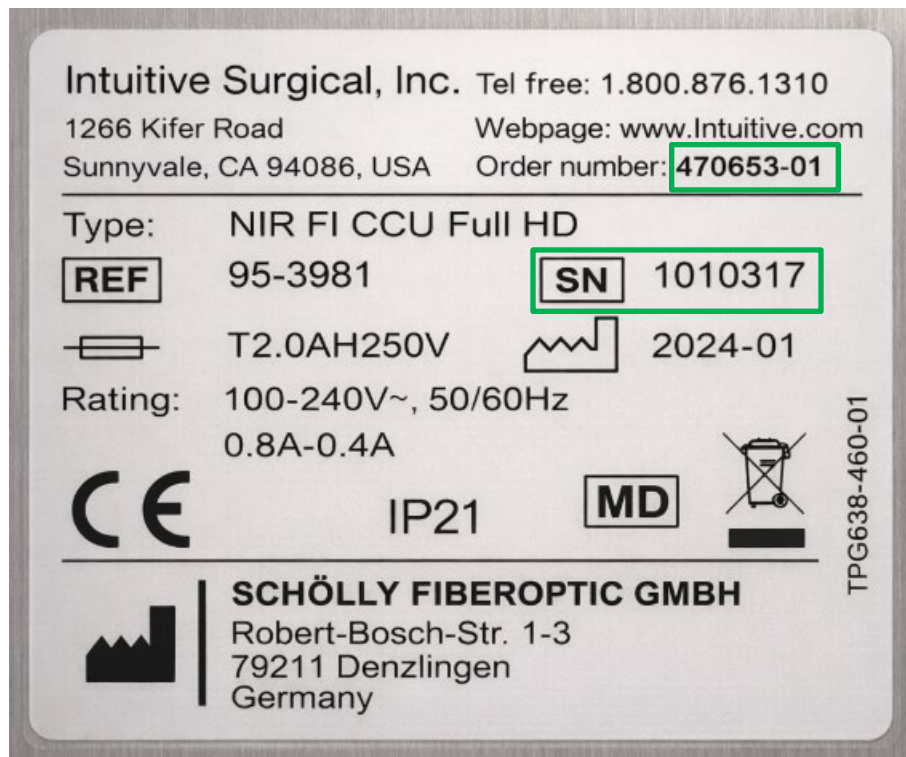 Intuitive Surgical, Inc. Tel free: 1.800.876.1310
1266 Kifer Road Webpage: www.Intuitive.com
Sunnyvale, CA 94086, USA Order number: 470653-01
Type: NIR FI CCU Full HD
REF 95-3981 SN 1010317
T2.0AH250V 2024-01
Rating: 100-240V~, 50/60Hz
0.8A-0.4A
CE IP21 MD
TPG638-460-01
SCHÖLLY FIBEROPTIC GMBH
Robert-Bosch-Str. 1-3
79211 Denzlingen
Germany